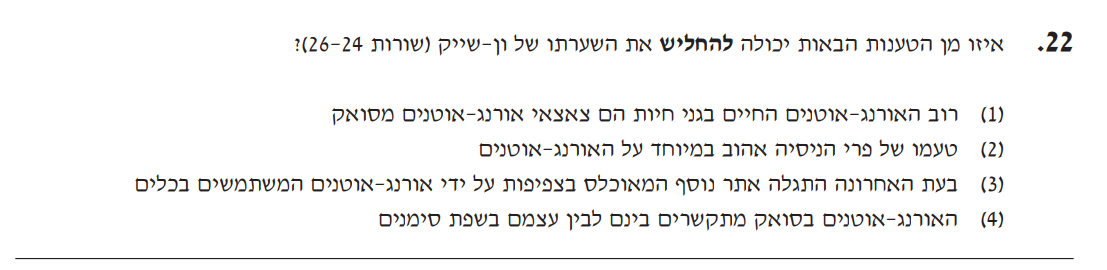 22. איזו מן הטענות הבאות יכולה להחליש את השערתו של ון-שייק (שורות 26-24)?
(1) רוב האורנג-אוטנים החיים בגני חיות הם צאצאי אורנג-אוטנים מסואק
(2) טעמו של פרי הניסיה אהוב במיוחד על האורנג-אוטנים
(3) בעת האחרונה התגלה אתר נוסף המאוכלס בצפיפות על ידי אורנג-אוטנים המשתמשים בכלים
(4) האורנג-אוטנים בסואק מתקשרים בינם לבין עצמם בשפת סימנים